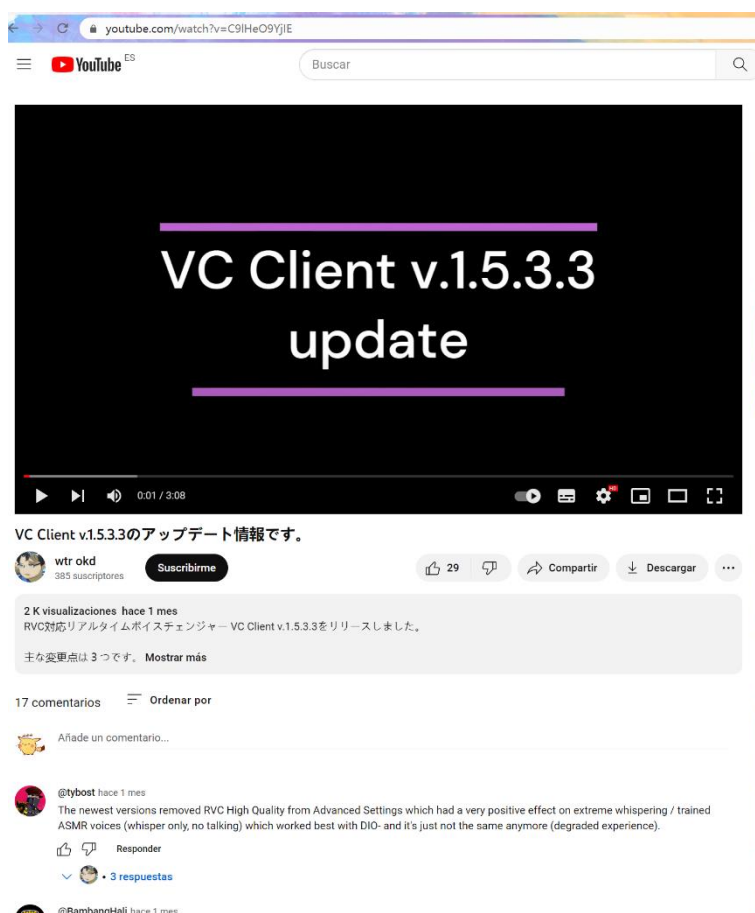 youtube.com/watch?v=C9lHeO9YjlE
YouTube ES
Buscar
VC Client v.1.5.3.3
update
0:01 / 3:08
HD
VC Client v.1.5.3.3のアップデート情報です。
wtr okd
385 suscriptores
Suscribirme
29
Compartir
Descargar
2 K visualizaciones hace 1 mes
RVC対応リアルタイムボイスチェンジャー VC Client v.1.5.3.3をリリースしました。
主な変更点は３つです。 Mostrar más
17 comentarios
Ordenar por
Añade un comentario...
@tybost hace 1 mes
The newest versions removed RVC High Quality from Advanced Settings which had a very positive effect on extreme whispering / trained
ASMR voices (whisper only, no talking) which worked best with DIO- and it's just not the same anymore (degraded experience).
Responder
• 3 respuestas
@BambangHali hace 1 mes